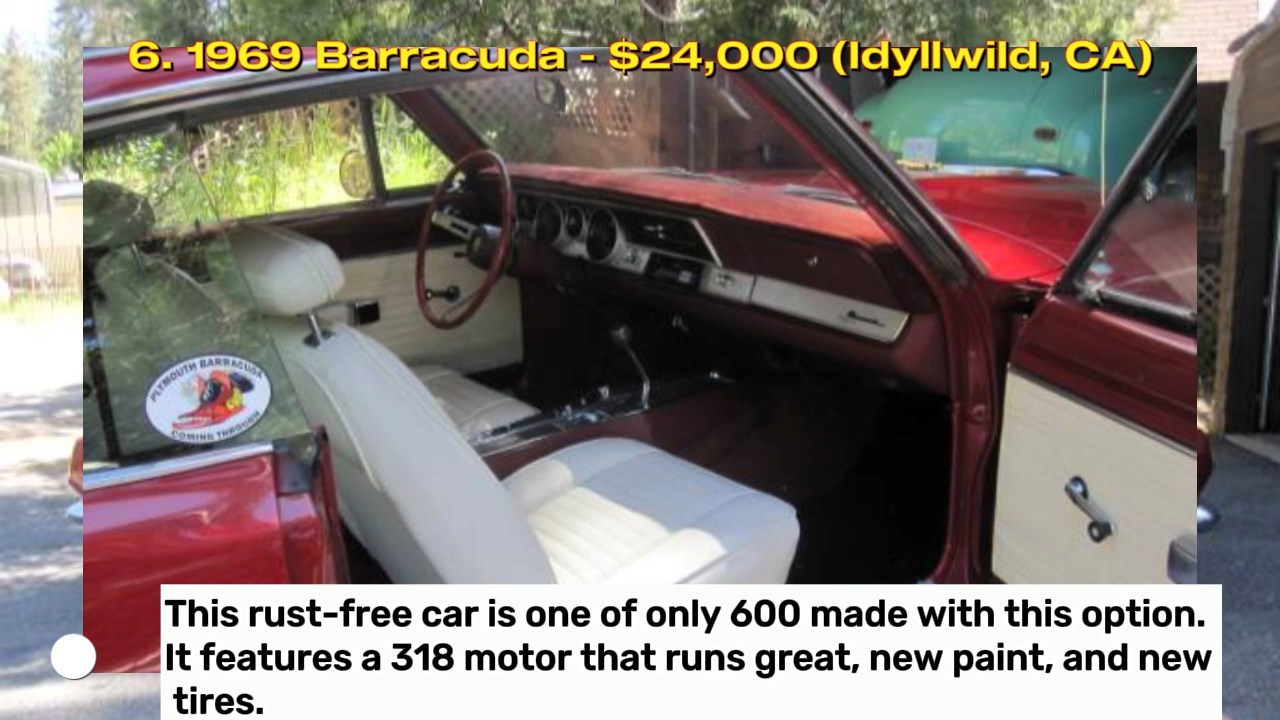 6. 1969 Barracuda - $24,000 (Idyllwild, CA)
PLYMOUTH BARRACUDA
COMING THROUGH
This rust-free car is one of only 600 made with this option.
It features a 318 motor that runs great, new paint, and new
tires.